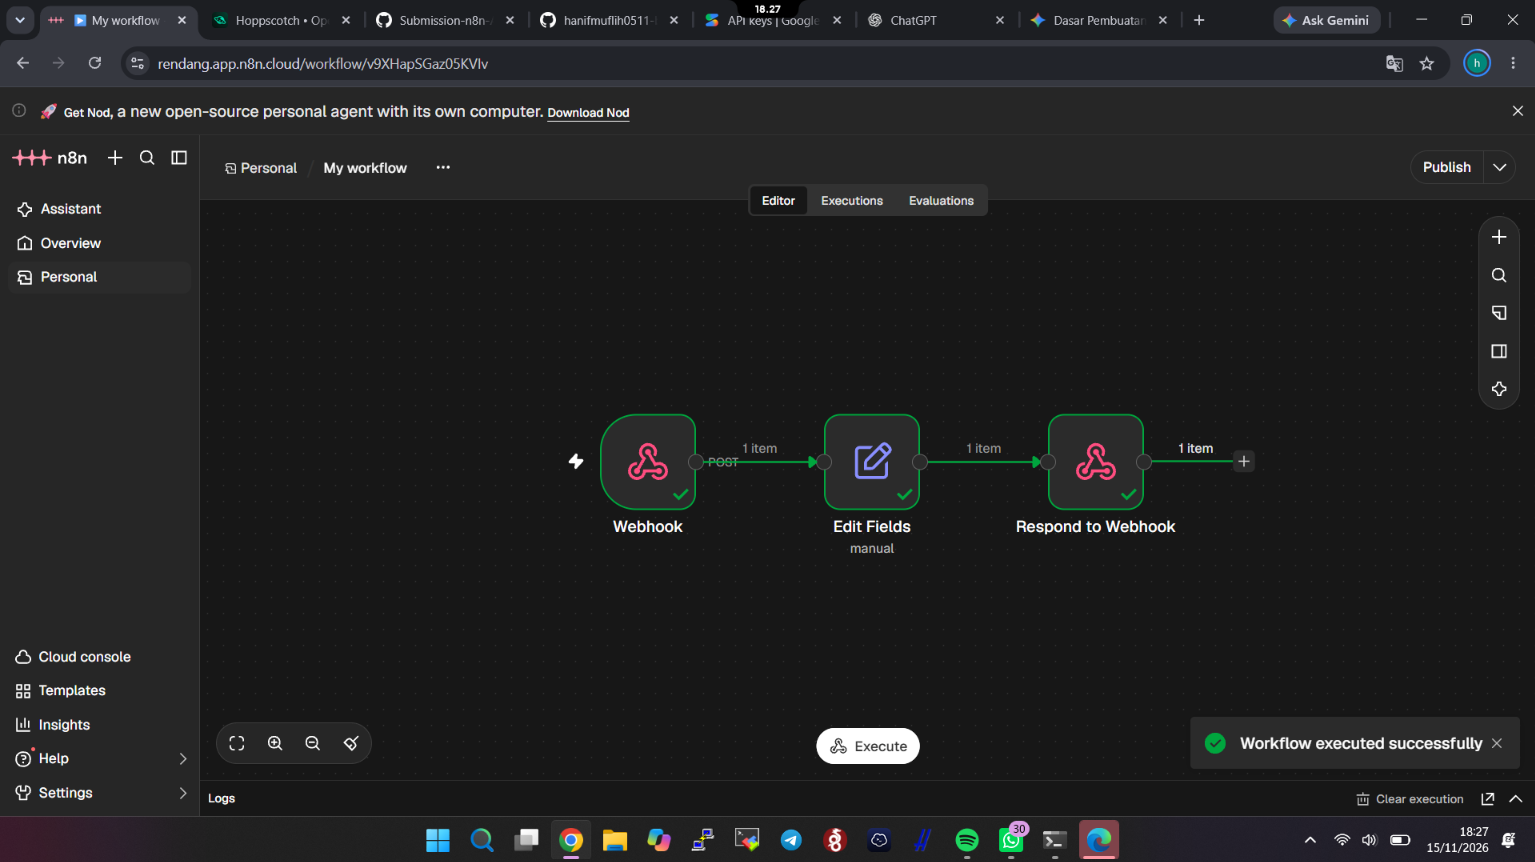 18.27
My workflow
Hoppscotch • Op
Submission-n8n-
hanifmuflih0511-
API keys | Google
ChatGPT
Dasar Pembuatan
Ask Gemini
rendang.app.n8n.cloud/workflow/v9XHapSGaz05KVIv
h
🚀 Get Nod, a new open-source personal agent with its own computer. Download Nod
n8n
Personal / My workflow
Publish
Editor Executions Evaluations
Assistant
Overview
Personal
1 item
POST
1 item
1 item
Webhook
Edit Fields
manual
Respond to Webhook
Cloud console
Templates
Insights
Help
Settings
Execute
Workflow executed successfully
Logs
Clear execution
30
18:27
15/11/2026